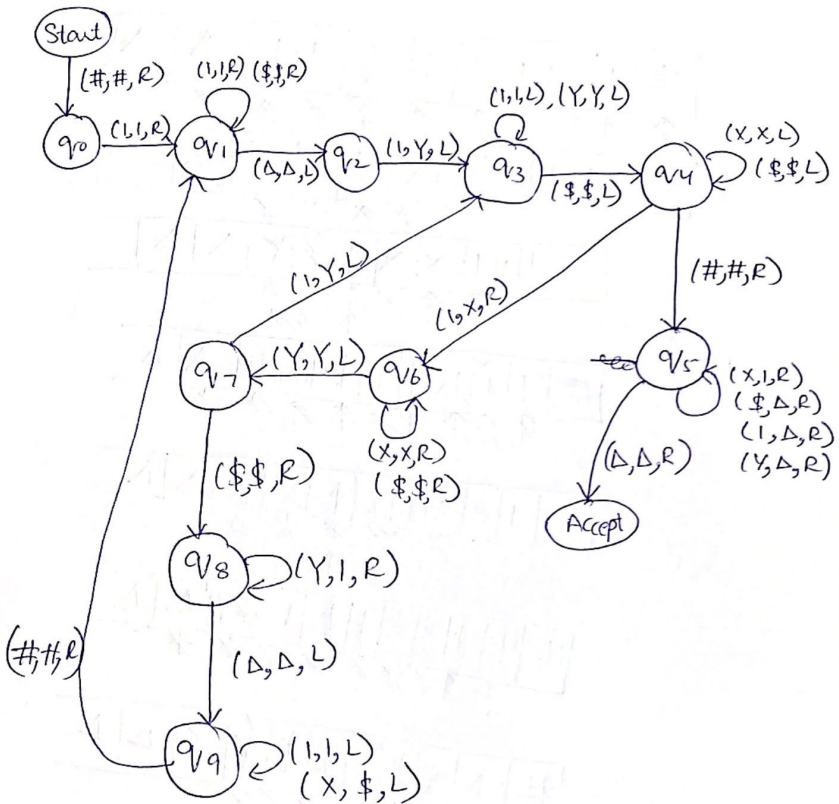 Start
(#,#,R)
q0
(1,1,R)
q1
(1,1,R) ($,$,R)
(Δ,Δ,L)
q2
(1,Y,L)
q3
(1,1,L), (Y,Y,L)
($,$,L)
q4
(X,X,L)
($,$,L)
(#,#,R)
(1,X,R)
(1,Y,L)
q7
(Y,Y,L)
q6
(X,X,R)
($,$,R)
q5
(X,1,R)
($,Δ,R)
(1,Δ,R)
(Y,Δ,R)
(Δ,Δ,R)
Accept
($,$,R)
q8
(Y,1,R)
(Δ,Δ,L)
(#,#,R)
q9
(1,1,L)
(X,$,L)